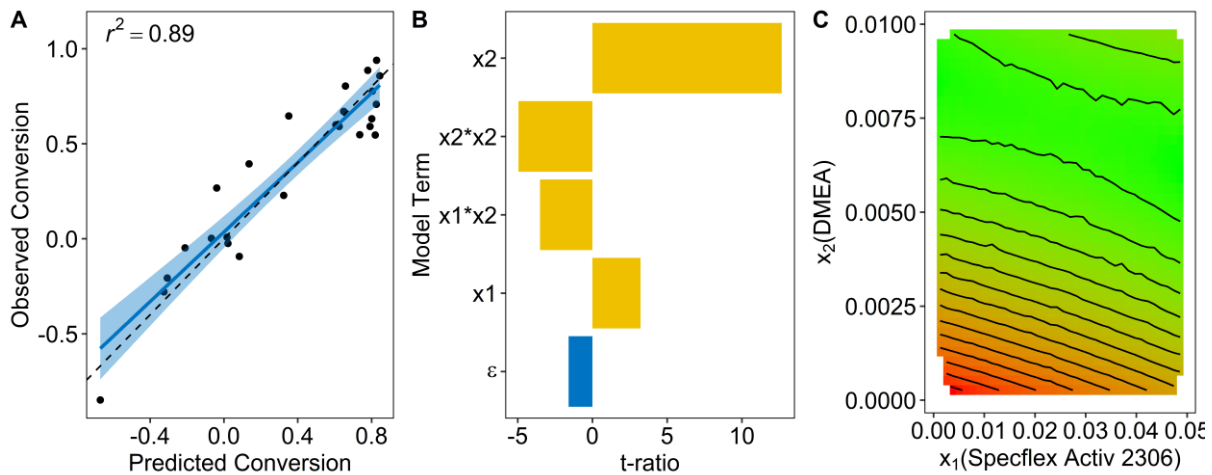 A
r² = 0.89
1.0
0.5
0.0
-0.5
Observed Conversion
-0.4
0.0
0.4
0.8
Predicted Conversion
B
Model Term
x2
x2*x2
x1*x2
x1
ε
-5
0
5
10
t-ratio
C
x₂(DMEA)
0.0100
0.0075
0.0050
0.0025
0.0000
0.00
0.01
0.02
0.03
0.04
0.05
x₁(Specflex Activ 2306)